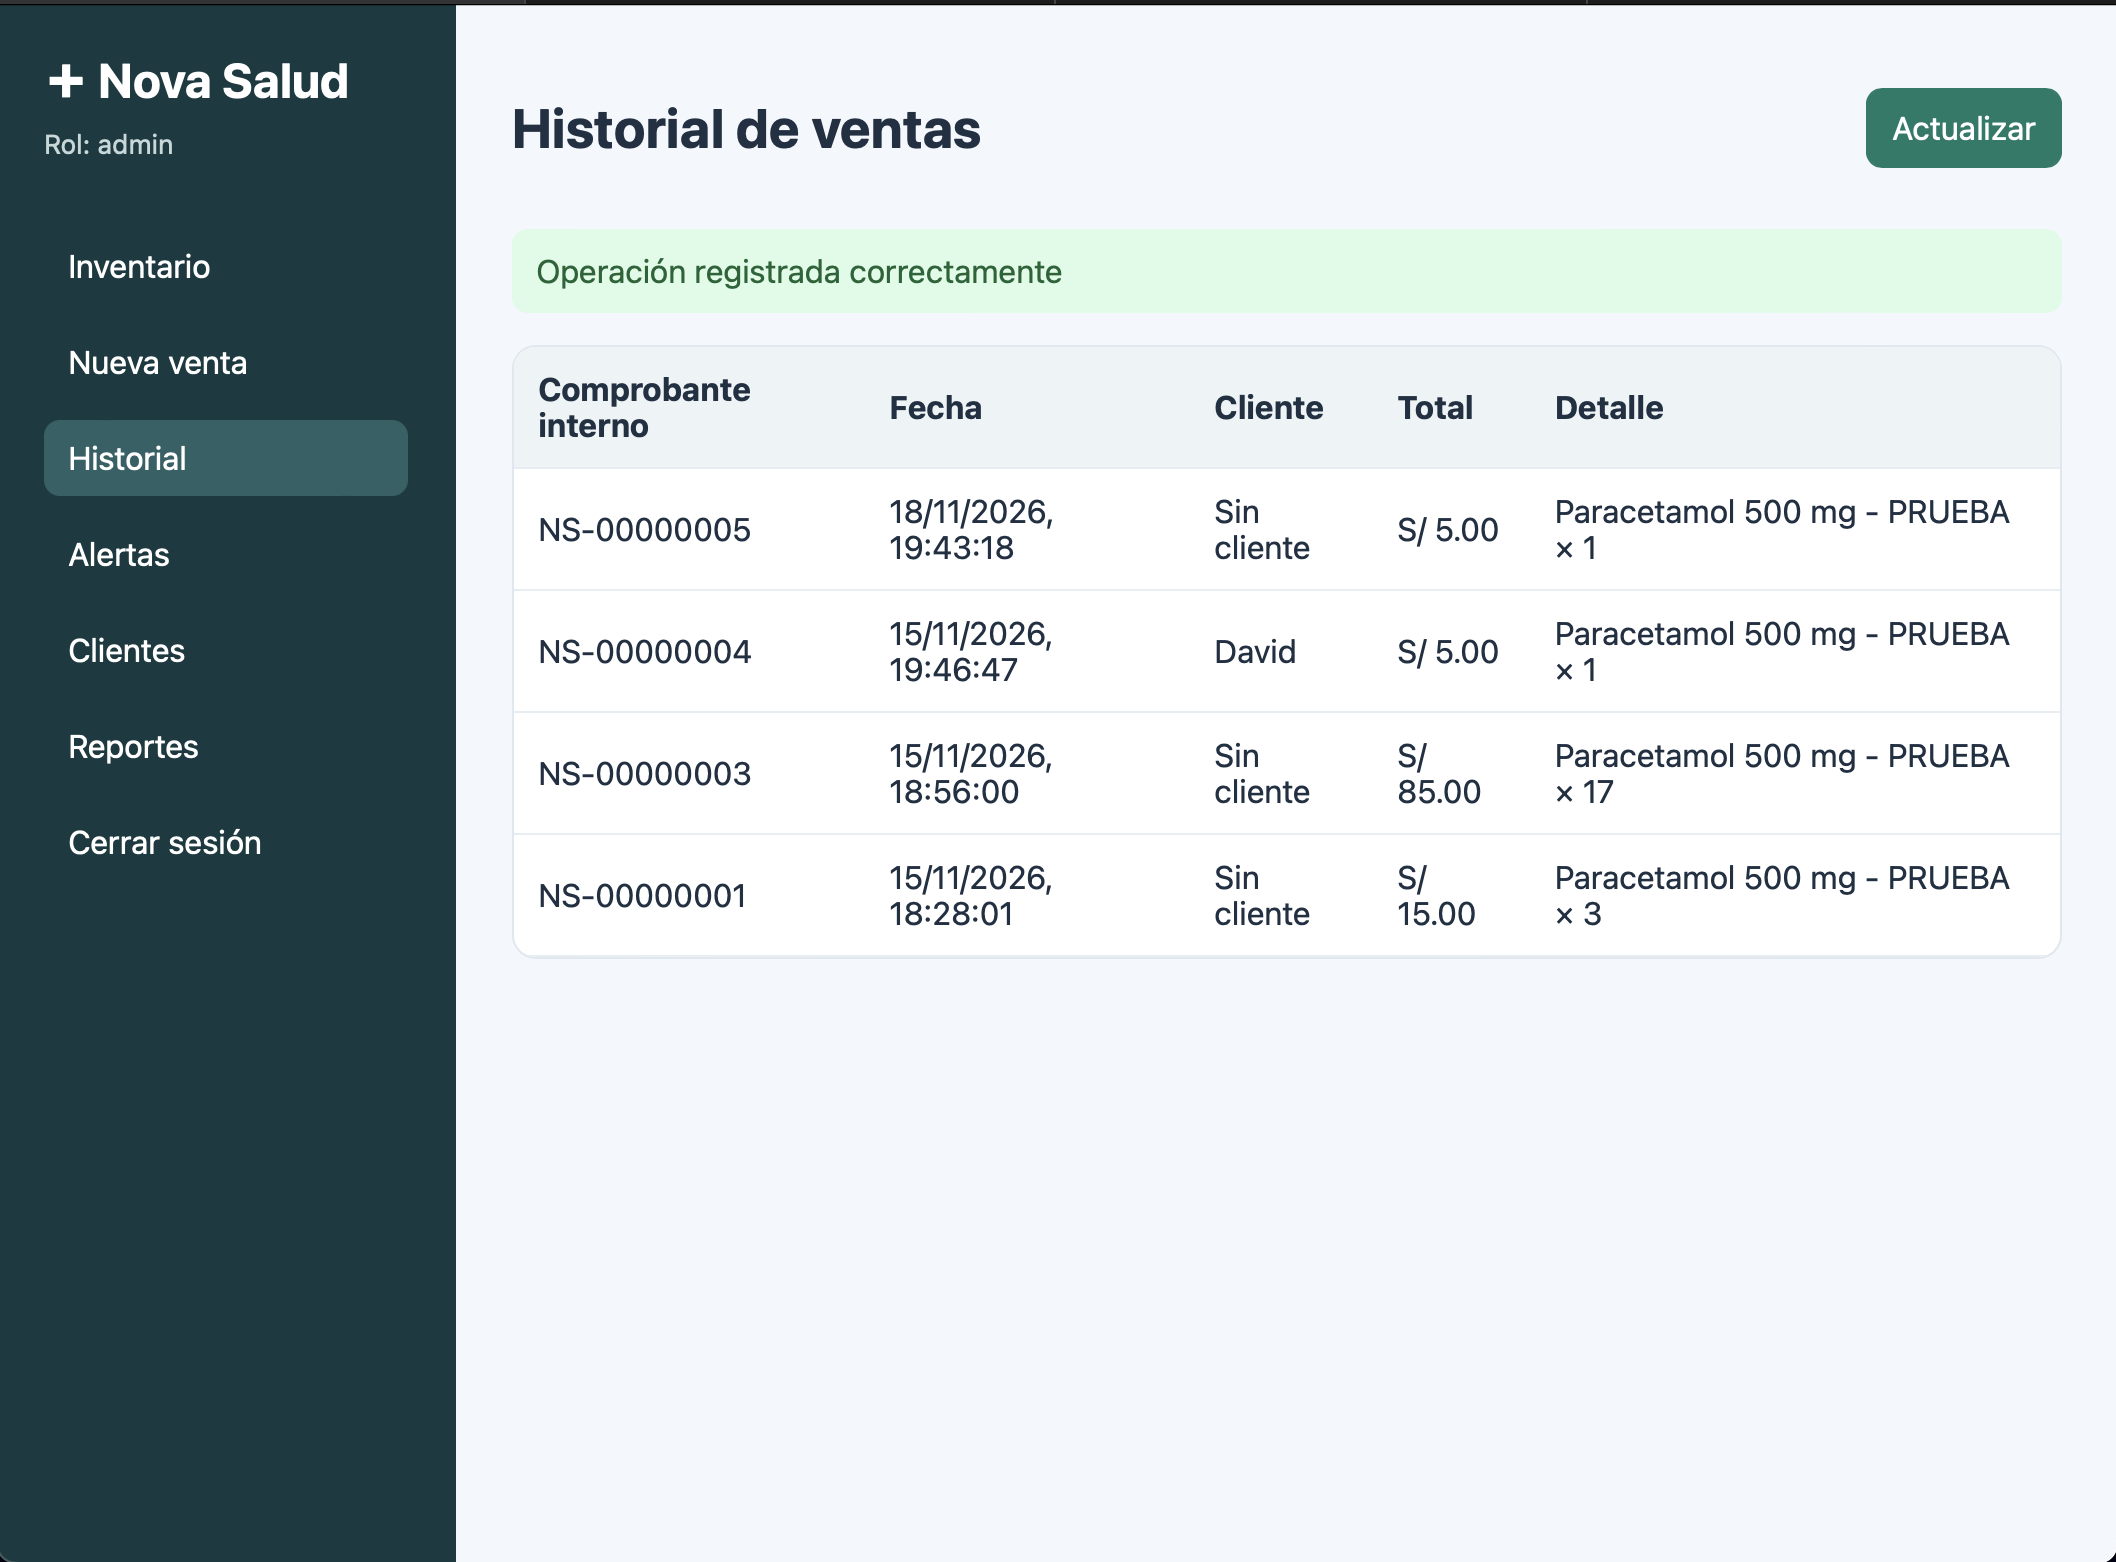 + Nova Salud
Rol: admin
Inventario
Nueva venta
Historial
Alertas
Clientes
Reportes
Cerrar sesión
Historial de ventas
Actualizar
Operación registrada correctamente
Comprobante
interno
Fecha
Cliente
Total
Detalle
NS-00000005
18/11/2026,
19:43:18
Sin
cliente
S/ 5.00
Paracetamol 500 mg - PRUEBA
× 1
NS-00000004
15/11/2026,
19:46:47
David
S/ 5.00
Paracetamol 500 mg - PRUEBA
× 1
NS-00000003
15/11/2026,
18:56:00
Sin
cliente
S/
85.00
Paracetamol 500 mg - PRUEBA
× 17
NS-00000001
15/11/2026,
18:28:01
Sin
cliente
S/
15.00
Paracetamol 500 mg - PRUEBA
× 3